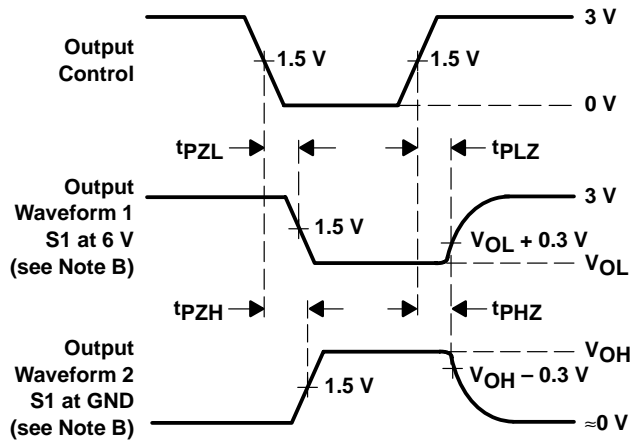 3 V
Output
Control
1.5 V
1.5 V
0 V
tPZL
tPLZ
Output
Waveform 1
S1 at 6 V
(see Note B)
3 V
1.5 V
VOL + 0.3 V
VOL
tPZH
tPHZ
Output
Waveform 2
S1 at GND
(see Note B)
VOH
1.5 V
VOH – 0.3 V
≈0 V